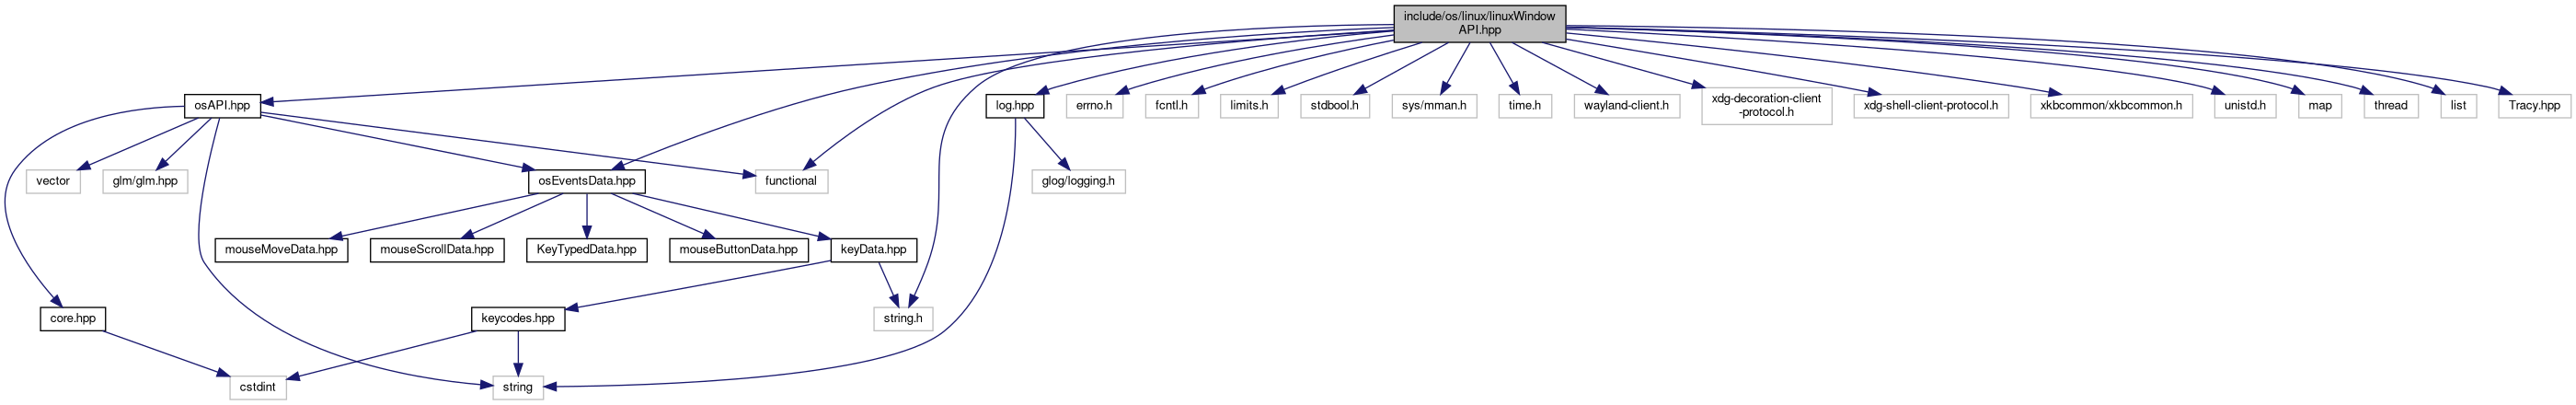 include/os/linux/linuxWindow
API.hpp
osAPI.hpp
log.hpp
errno.h
fcntl.h
limits.h
stdbool.h
sys/mman.h
time.h
wayland-client.h
xdg-decoration-client
-protocol.h
xdg-shell-client-protocol.h
xkbcommon/xkbcommon.h
unistd.h
map
thread
list
Tracy.hpp
vector
glm/glm.hpp
osEventsData.hpp
functional
glog/logging.h
mouseMoveData.hpp
mouseScrollData.hpp
KeyTypedData.hpp
mouseButtonData.hpp
keyData.hpp
core.hpp
keycodes.hpp
string.h
cstdint
string